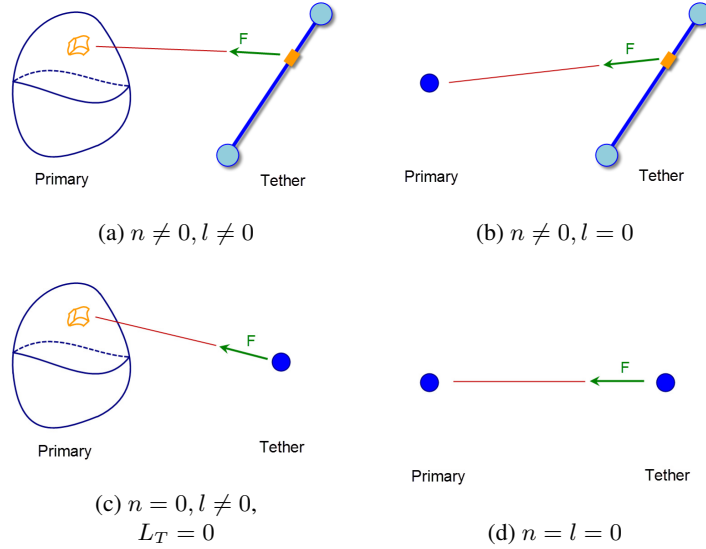 F
Primary
Tether
(a) n ≠ 0, l ≠ 0
F
Primary
Tether
(b) n ≠ 0, l = 0
F
Primary
Tether
(c) n = 0, l ≠ 0,
L_T = 0
F
Primary
Tether
(d) n = l = 0